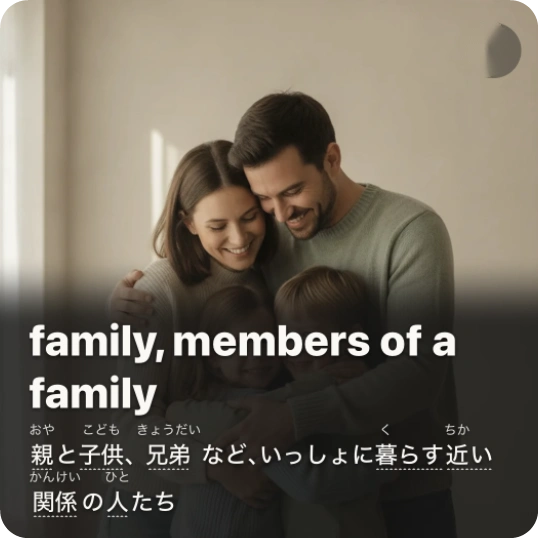 family, members of a
family
おや こども きょうだい く ちか
親と子供、兄弟 など、いっしょに暮らす近い
かんけい ひと
関係の人たち